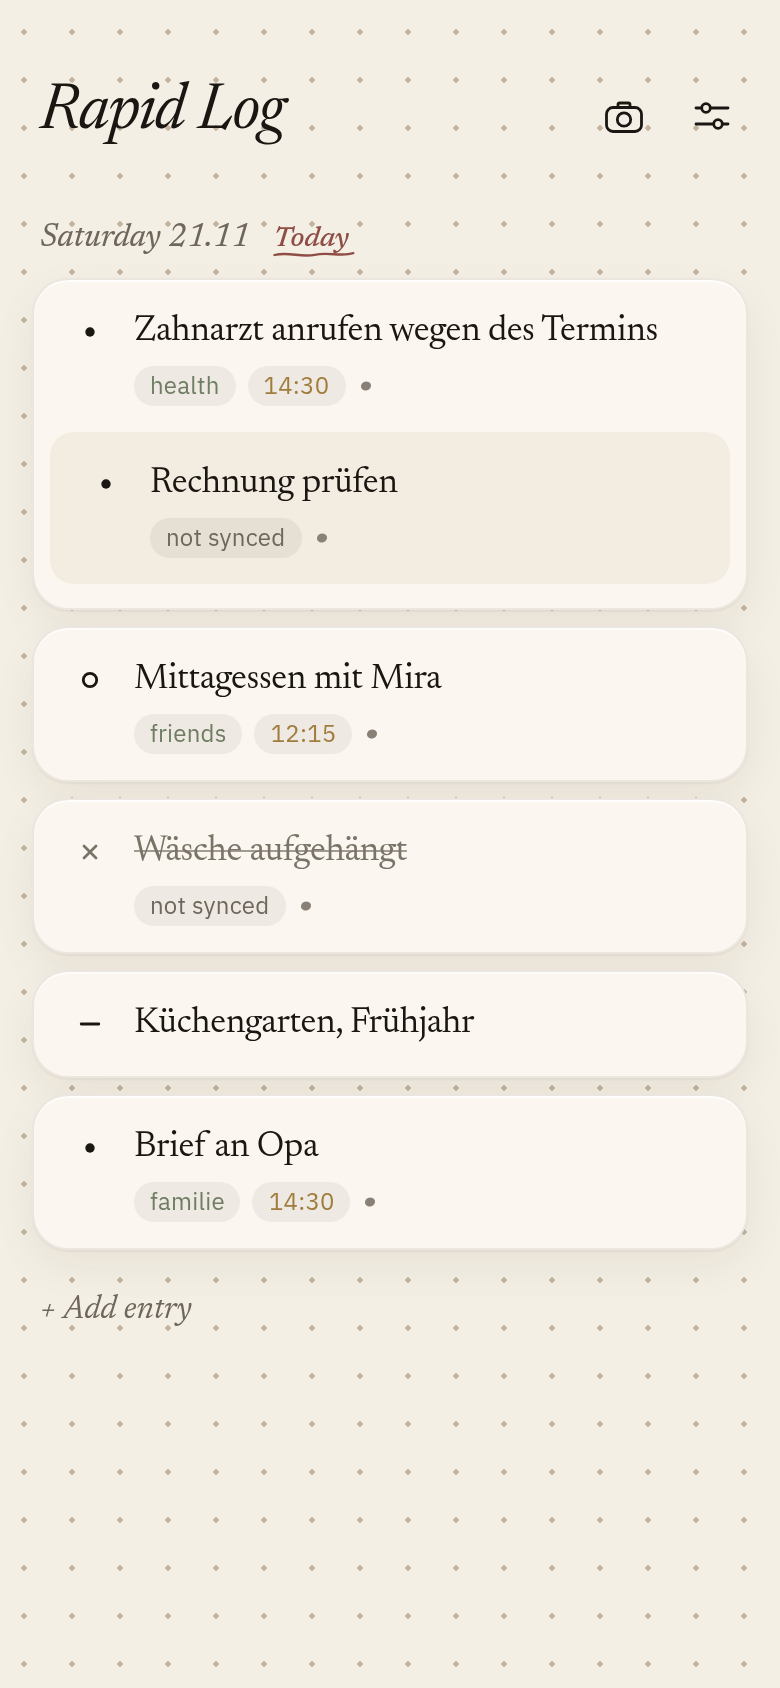 Rapid Log
Saturday 21.11 Today
• Zahnarzt anrufen wegen des Termins
health 14:30
• Rechnung prüfen
not synced
Mittagessen mit Mira
friends 12:15
× Wäsche aufgehängt
not synced
– Küchengarten, Frühjahr
• Brief an Opa
familie 14:30
+ Add entry